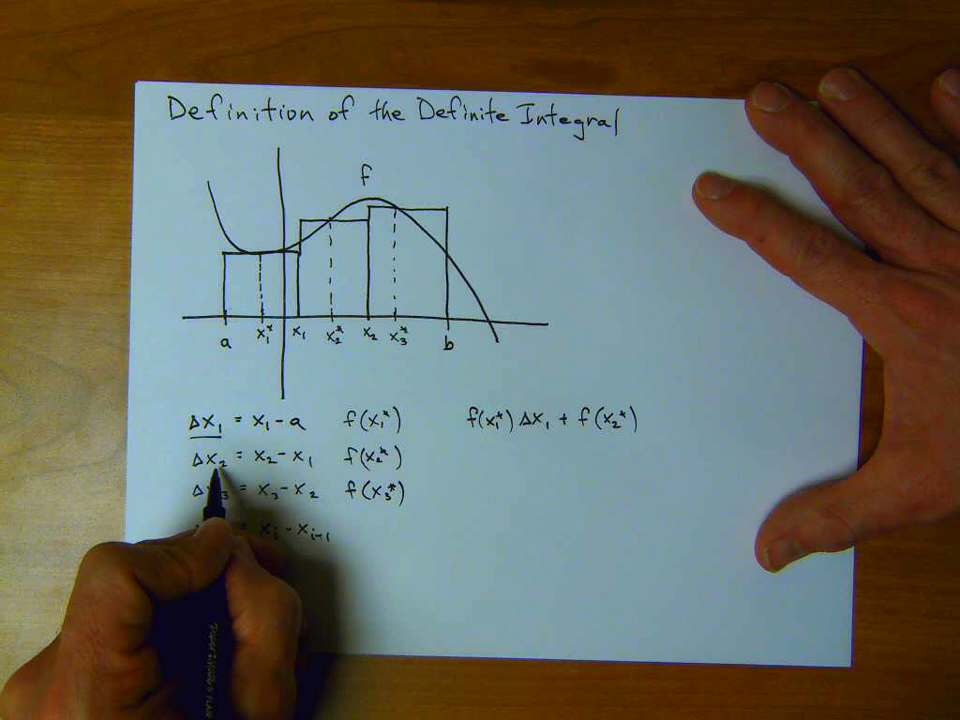 Definition of the Definite Integral
f
a x₁* x₁ x₂* x₂ x₃* b
Δx₁ = x₁ - a f(x₁*) f(x₁*) Δx₁ + f(x₂*)
Δx₂ = x₂ - x₁ f(x₂*)
Δx₃ = x₃ - x₂ f(x₃*)
= xᵢ - xᵢ₋₁